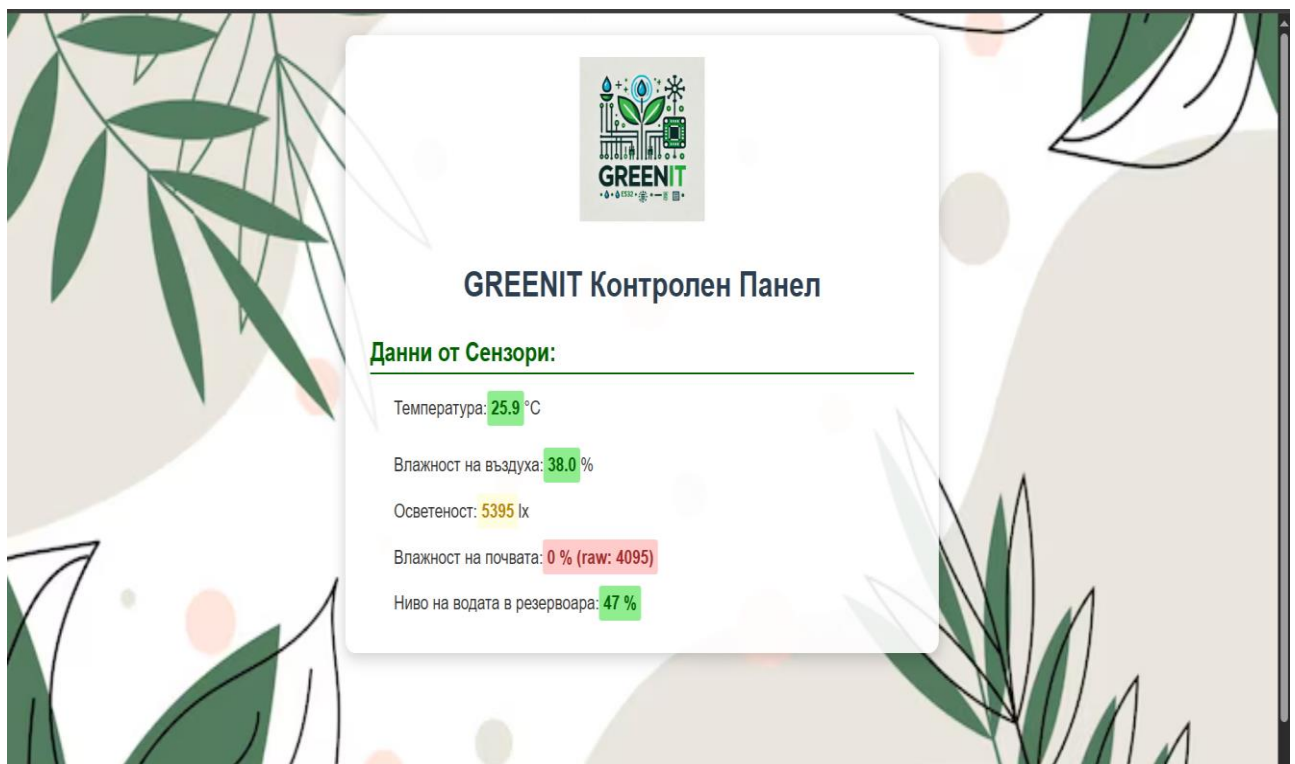 GREENIT
GREENIT Контролен Панел
Данни от Сензори:
Температура: 25.9 °C
Влажност на въздуха: 38.0 %
Осветеност: 5395 lx
Влажност на почвата: 0 % (raw: 4095)
Ниво на водата в резервоара: 47 %